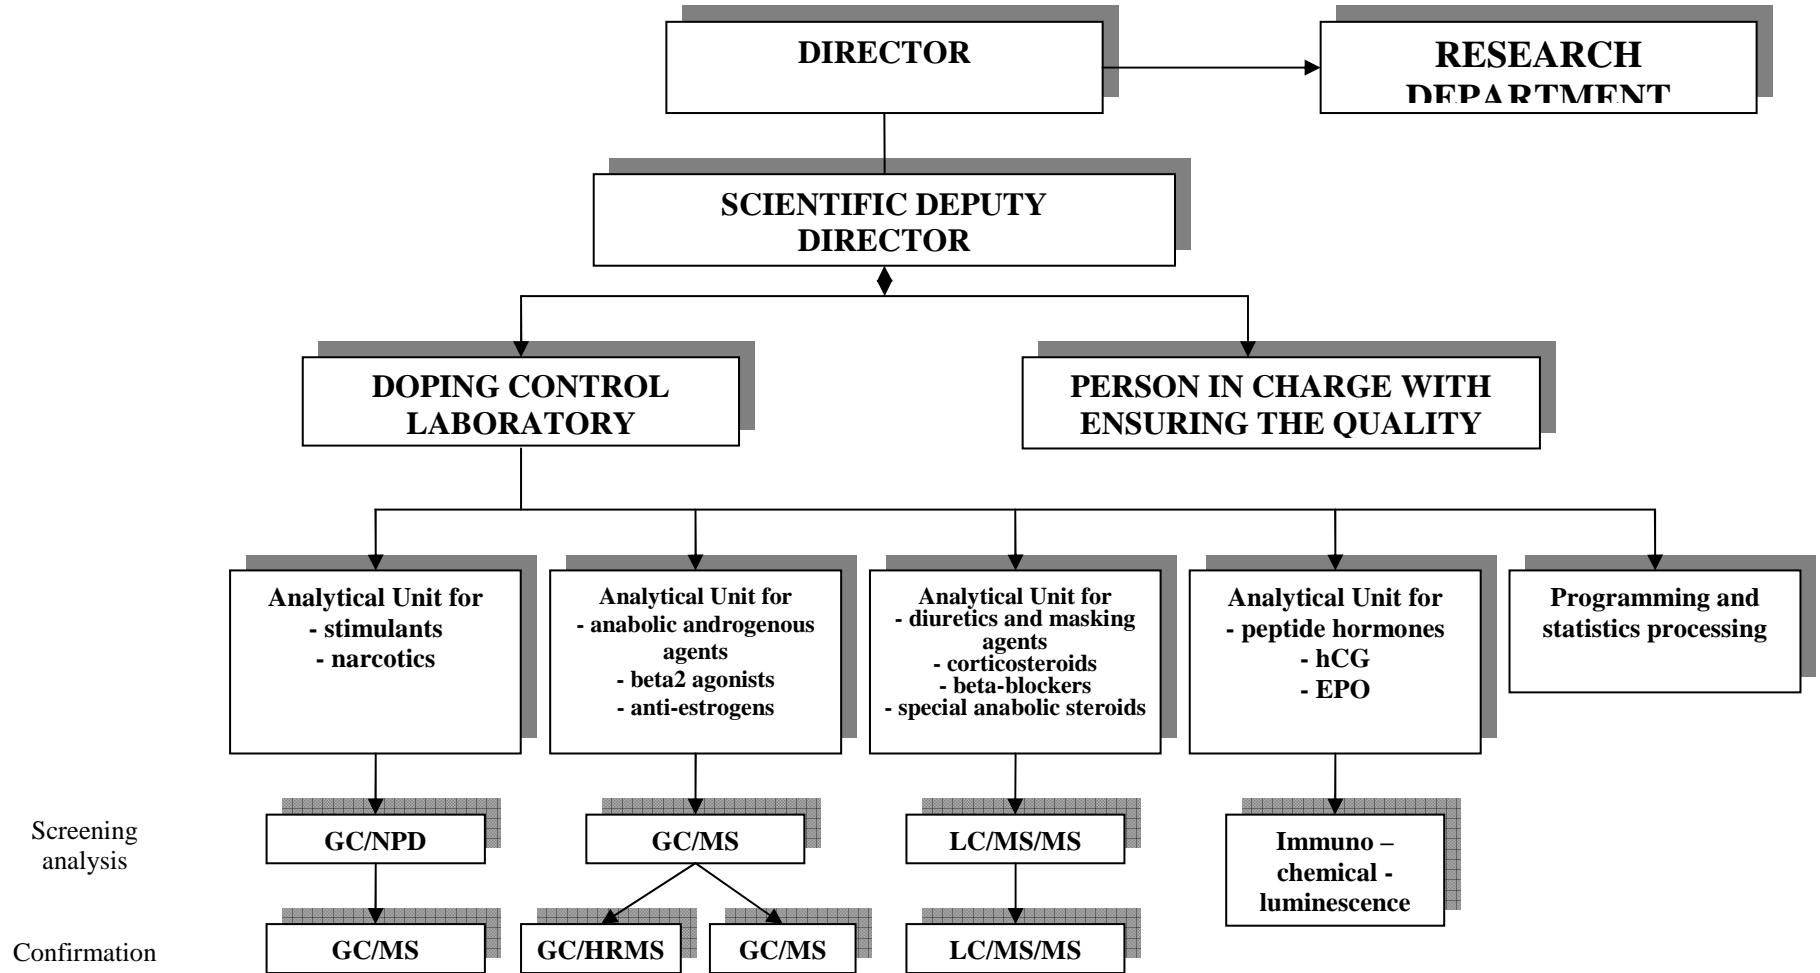 DIRECTOR
RESEARCH
DEPARTMENT
SCIENTIFIC DEPUTY
DIRECTOR
DOPING CONTROL
LABORATORY
PERSON IN CHARGE WITH
ENSURING THE QUALITY
Analytical Unit for
- stimulants
- narcotics
Analytical Unit for
- anabolic androgenous
agents
- beta2 agonists
- anti-estrogens
Analytical Unit for
- diuretics and masking
agents
- corticosteroids
- beta-blockers
- special anabolic steroids
Analytical Unit for
- peptide hormones
- hCG
- EPO
Programming and
statistics processing
Screening
analysis
GC/NPD
GC/MS
LC/MS/MS
Immuno –
chemical -
luminescence
Confirmation
GC/MS
GC/HRMS
GC/MS
LC/MS/MS